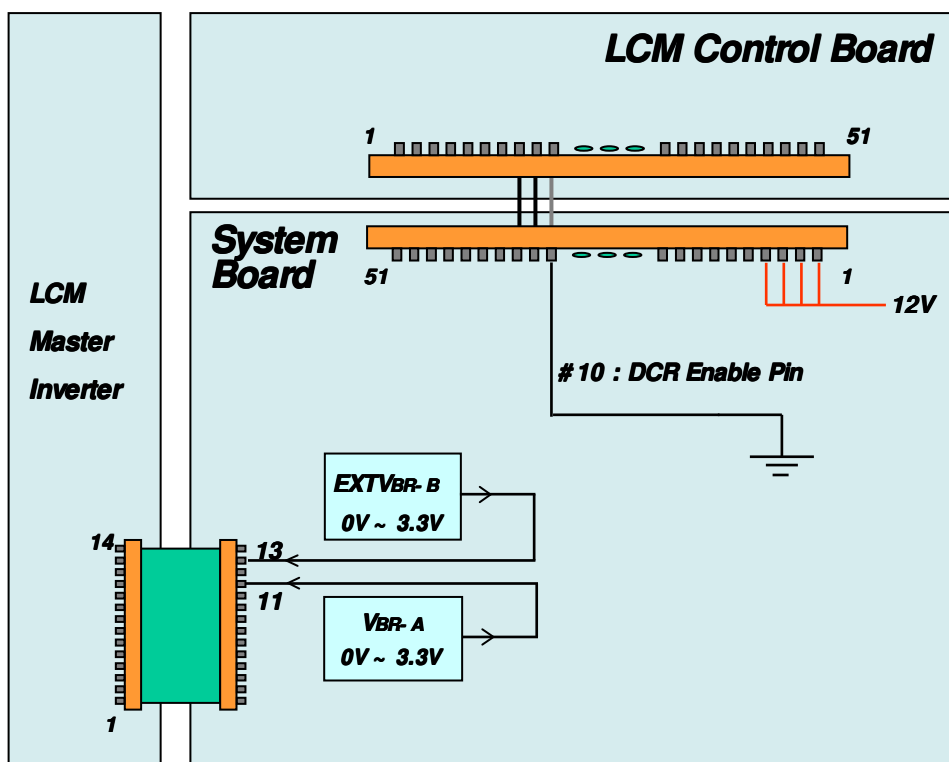 LCM Control Board
1
51
System
Board
51
1
12V
LCM
Master
Inverter
#10 : DCR Enable Pin
EXTVBR-B
0V ~ 3.3V
14
13
11
VBR-A
0V ~ 3.3V
1